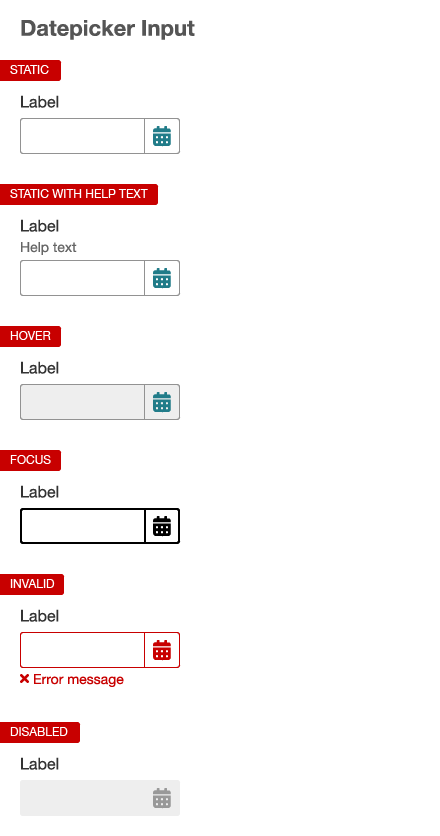 Datepicker Input
STATIC
Label
STATIC WITH HELP TEXT
Label
Help text
HOVER
Label
FOCUS
Label
INVALID
Label
Error message
DISABLED
Label